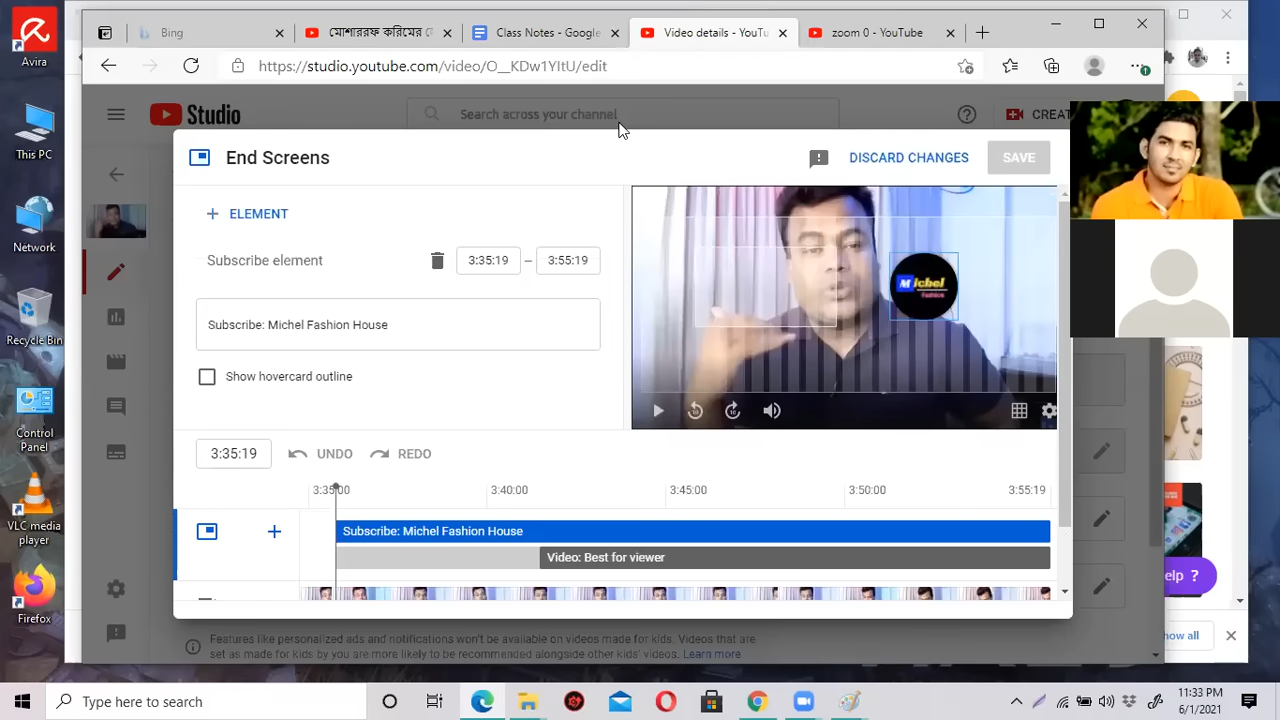 Avira
This PC
Network
Recycle Bin
Control
Panel
VLC media
player
Firefox
Bing
মোশাররফ করিমের
Class Notes - Google
Video details - YouTu
zoom 0 - YouTube
https://studio.youtube.com/video/O__KDw1YItU/edit
Studio
Search across your channel
CREAT
End Screens
DISCARD CHANGES
SAVE
+ ELEMENT
Subscribe element
3:35:19 – 3:55:19
Subscribe: Michel Fashion House
Show hovercard outline
Michel
Fashion
3:35:19
UNDO
REDO
3:35:00
3:40:00
3:45:00
3:50:00
3:55:19
Subscribe: Michel Fashion House
Video: Best for viewer
elp ?
how all
Features like personalized ads and notifications won't be available on videos made for kids. Videos that are
set as made for kids by you are more likely to be recommended alongside other kids' videos. Learn more
Type here to search
11:33 PM
6/1/2021